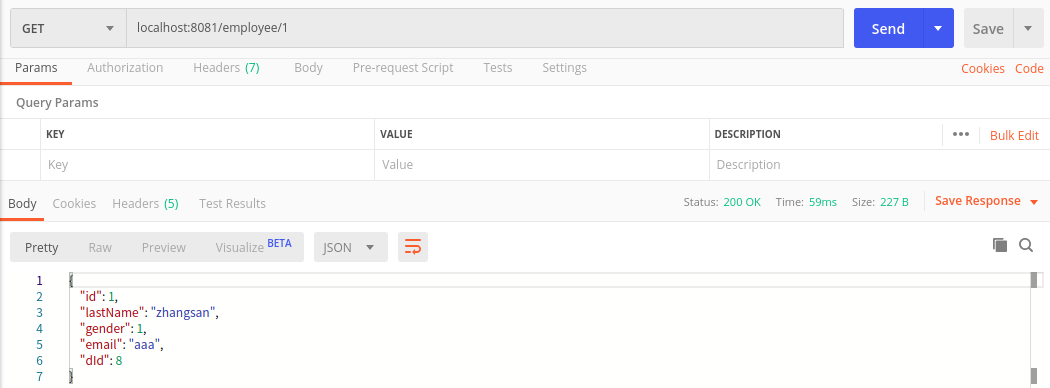 GET localhost:8081/employee/1 Send Save
Params Authorization Headers (7) Body Pre-request Script Tests Settings Cookies Code
Query Params
KEY VALUE DESCRIPTION ••• Bulk Edit
Key Value Description
Body Cookies Headers (5) Test Results Status: 200 OK Time: 59ms Size: 227 B Save Response
Pretty Raw Preview Visualize BETA JSON
1 {
2 "id": 1,
3 "lastName": "zhangsan",
4 "gender": 1,
5 "email": "aaa",
6 "dId": 8
7 }